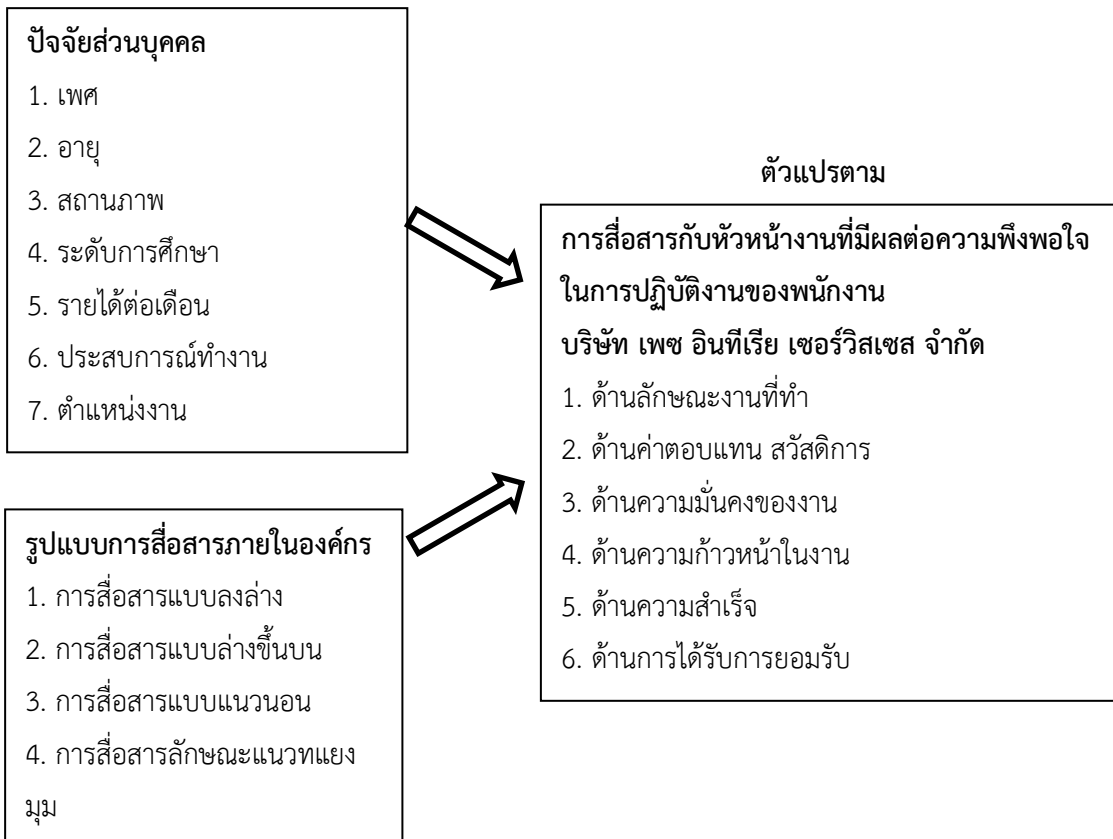 ปัจจัยส่วนบุคคล
1. เพศ
2. อายุ
3. สถานภาพ
4. ระดับการศึกษา
5. รายได้ต่อเดือน
6. ประสบการณ์ทำงาน
7. ตำแหน่งงาน
รูปแบบการสื่อสารภายในองค์กร
1. การสื่อสารแบบลงล่าง
2. การสื่อสารแบบล่างขึ้นบน
3. การสื่อสารแบบแนวนอน
4. การสื่อสารลักษณะแนวทแยง
มุม
ตัวแปรตาม
การสื่อสารกับหัวหน้างานที่มีผลต่อความพึงพอใจ
ในการปฏิบัติงานของพนักงาน
บริษัท เพซ อินทีเรีย เซอร์วิสเซส จำกัด
1. ด้านลักษณะงานที่ทำ
2. ด้านค่าตอบแทน สวัสดิการ
3. ด้านความมั่นคงของงาน
4. ด้านความก้าวหน้าในงาน
5. ด้านความสำเร็จ
6. ด้านการได้รับการยอมรับ